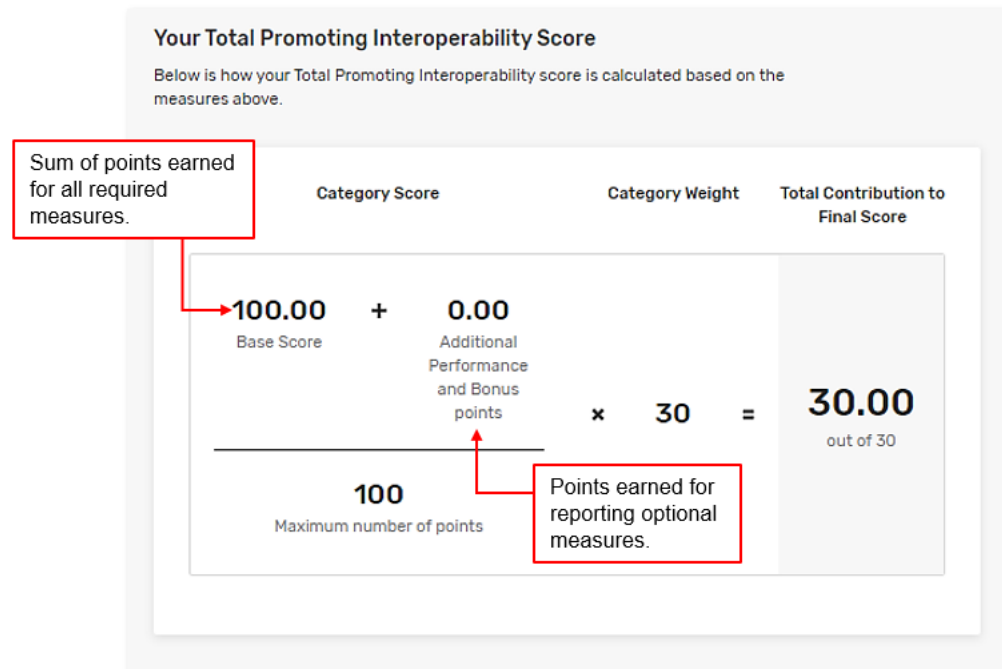 Your Total Promoting Interoperability Score
Below is how your Total Promoting Interoperability score is calculated based on the
measures above.
Sum of points earned
for all required
measures.
Category Score
Category Weight
Total Contribution to
Final Score
100.00
+
0.00
Base Score
Additional
Performance
and Bonus
points
×
30
=
30.00
out of 30
100
Maximum number of points
Points earned for
reporting optional
measures.